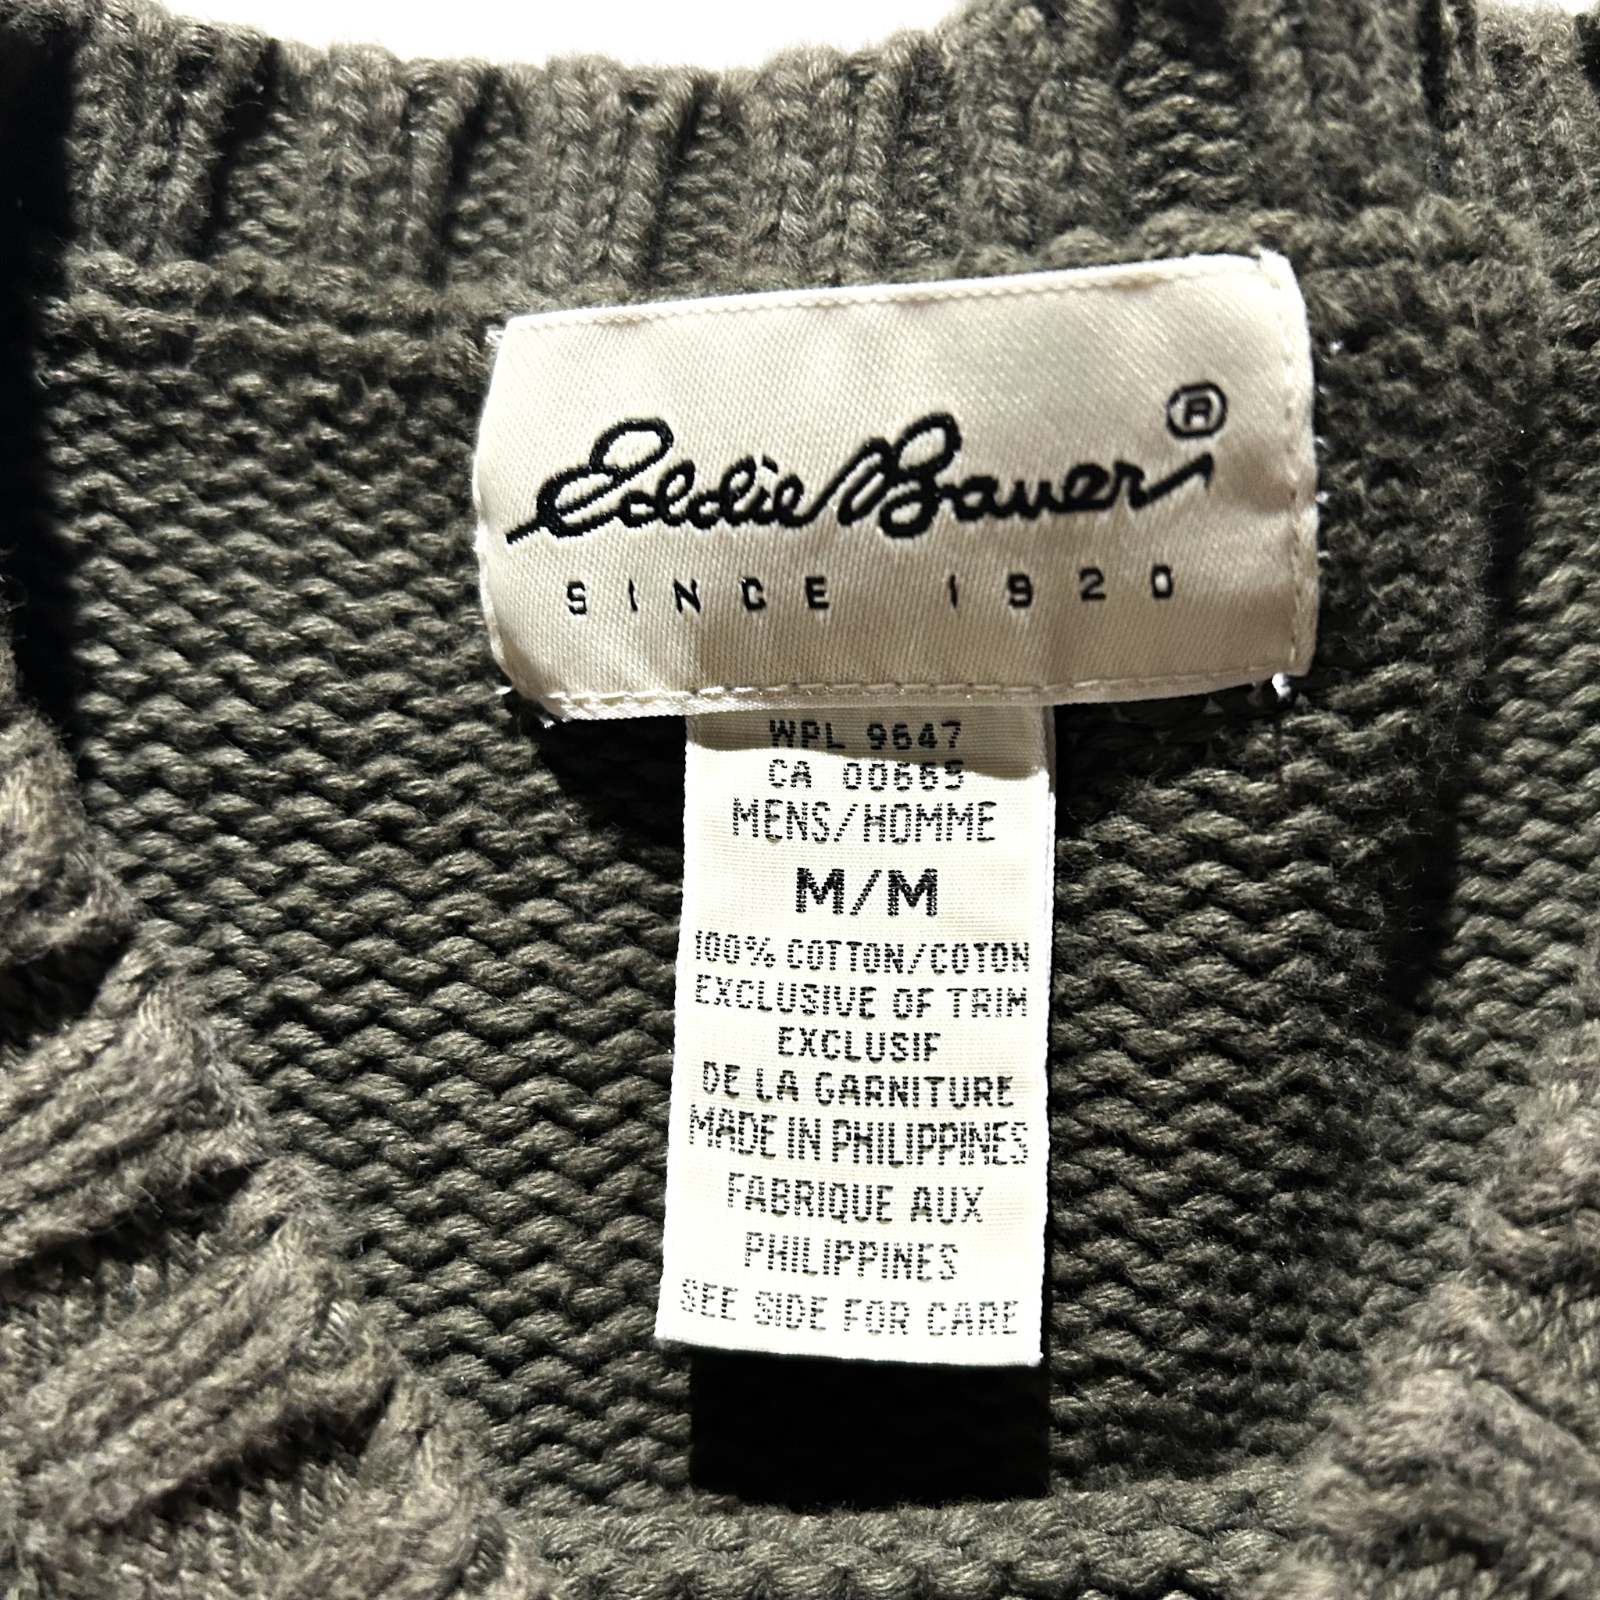 Eddie Bauer®
SINCE 1920
WPL 9647
CA 00665
MENS/HOMME
M/M
100% COTTON/COTON
EXCLUSIVE OF TRIM
EXCLUSIF
DE LA GARNITURE
MADE IN PHILIPPINES
FABRIQUE AUX
PHILIPPINES
SEE SIDE FOR CARE